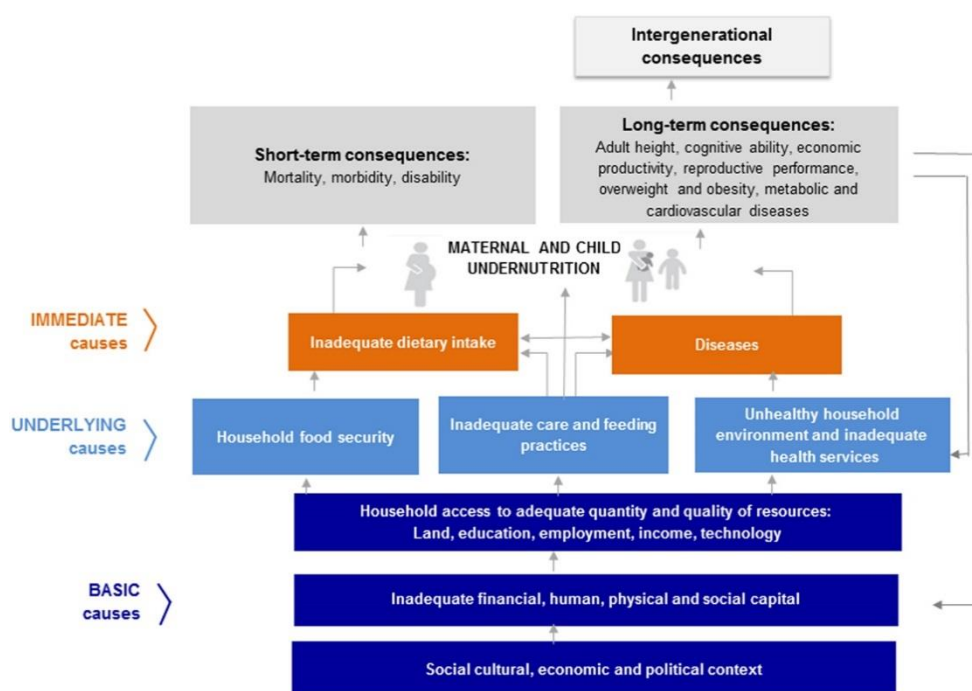 Intergenerational
consequences
Short-term consequences:
Mortality, morbidity, disability
Long-term consequences:
Adult height, cognitive ability, economic
productivity, reproductive performance,
overweight and obesity, metabolic and
cardiovascular diseases
MATERNAL AND CHILD
UNDERNUTRITION
IMMEDIATE
causes
Inadequate dietary intake
Diseases
UNDERLYING
causes
Household food security
Inadequate care and feeding
practices
Unhealthy household
environment and inadequate
health services
Household access to adequate quantity and quality of resources:
Land, education, employment, income, technology
BASIC
causes
Inadequate financial, human, physical and social capital
Social cultural, economic and political context